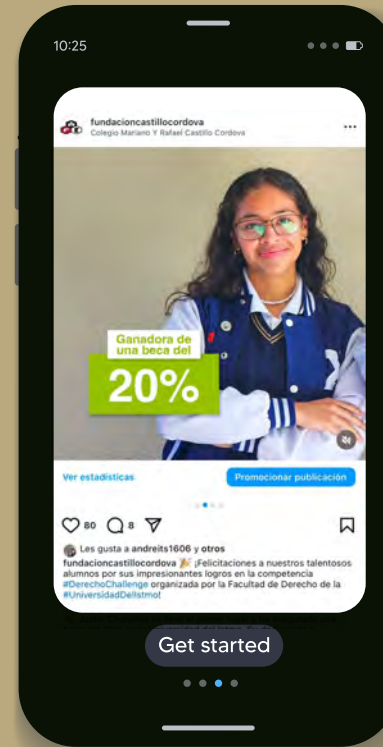 10:25
fundacioncastillocordova
Colegio Mariano Y Rafael Castillo Cordova
Ganadora de
una beca del
20%
Ver estadísticas
Promocionar publicación
80
8
Les gusta a andreits1606 y otros
fundacioncastillocordova 🎉 ¡Felicitaciones a nuestros talentosos
alumnos por sus impresionantes logros en la competencia
#DerechoChallenge organizada por la Facultad de Derecho de la
#UniversidadDelIstmo!
Get started